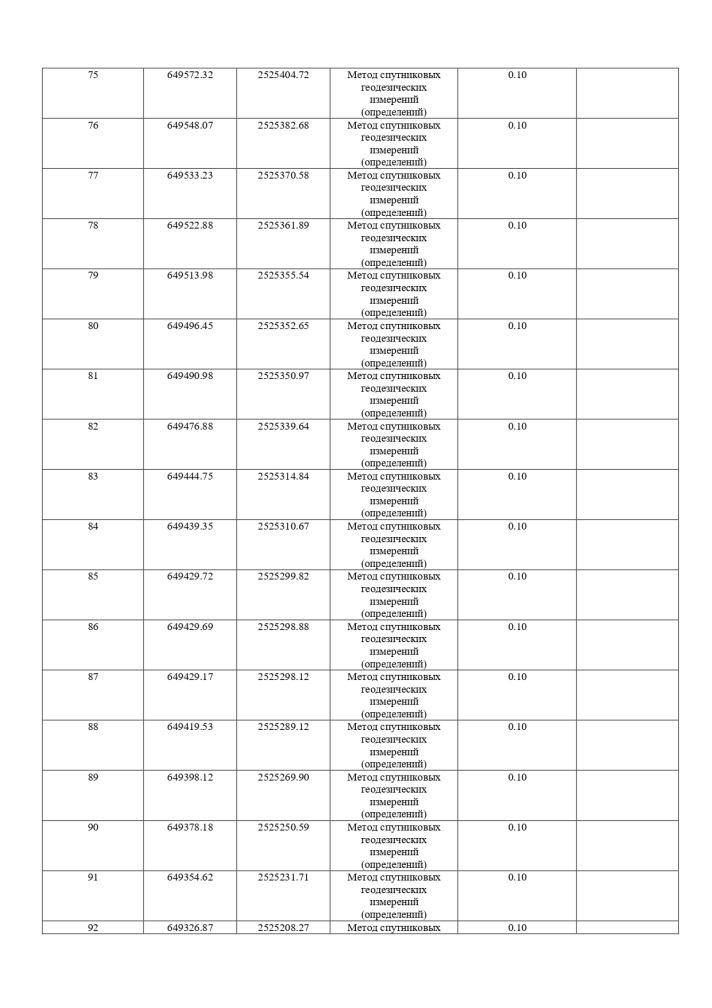 75 649572.32 2525404.72 Метод спутниковых 0.10
геодезических
измерений
(определений)
76 649548.07 2525382.68 Метод спутниковых 0.10
геодезических
измерений
(определений)
77 649533.23 2525370.58 Метод спутниковых 0.10
геодезических
измерений
(определений)
78 649522.88 2525361.89 Метод спутниковых 0.10
геодезических
измерений
(определений)
79 649513.98 2525355.54 Метод спутниковых 0.10
геодезических
измерений
(определений)
80 649496.45 2525352.65 Метод спутниковых 0.10
геодезических
измерений
(определений)
81 649490.98 2525350.97 Метод спутниковых 0.10
геодезических
измерений
(определений)
82 649476.88 2525339.64 Метод спутниковых 0.10
геодезических
измерений
(определений)
83 649444.75 2525314.84 Метод спутниковых 0.10
геодезических
измерений
(определений)
84 649439.35 2525310.67 Метод спутниковых 0.10
геодезических
измерений
(определений)
85 649429.72 2525299.82 Метод спутниковых 0.10
геодезических
измерений
(определений)
86 649429.69 2525298.88 Метод спутниковых 0.10
геодезических
измерений
(определений)
87 649429.17 2525298.12 Метод спутниковых 0.10
геодезических
измерений
(определений)
88 649419.53 2525289.12 Метод спутниковых 0.10
геодезических
измерений
(определений)
89 649398.12 2525269.90 Метод спутниковых 0.10
геодезических
измерений
(определений)
90 649378.18 2525250.59 Метод спутниковых 0.10
геодезических
измерений
(определений)
91 649354.62 2525231.71 Метод спутниковых 0.10
геодезических
измерений
(определений)
92 649326.87 2525208.27 Метод спутниковых 0.10